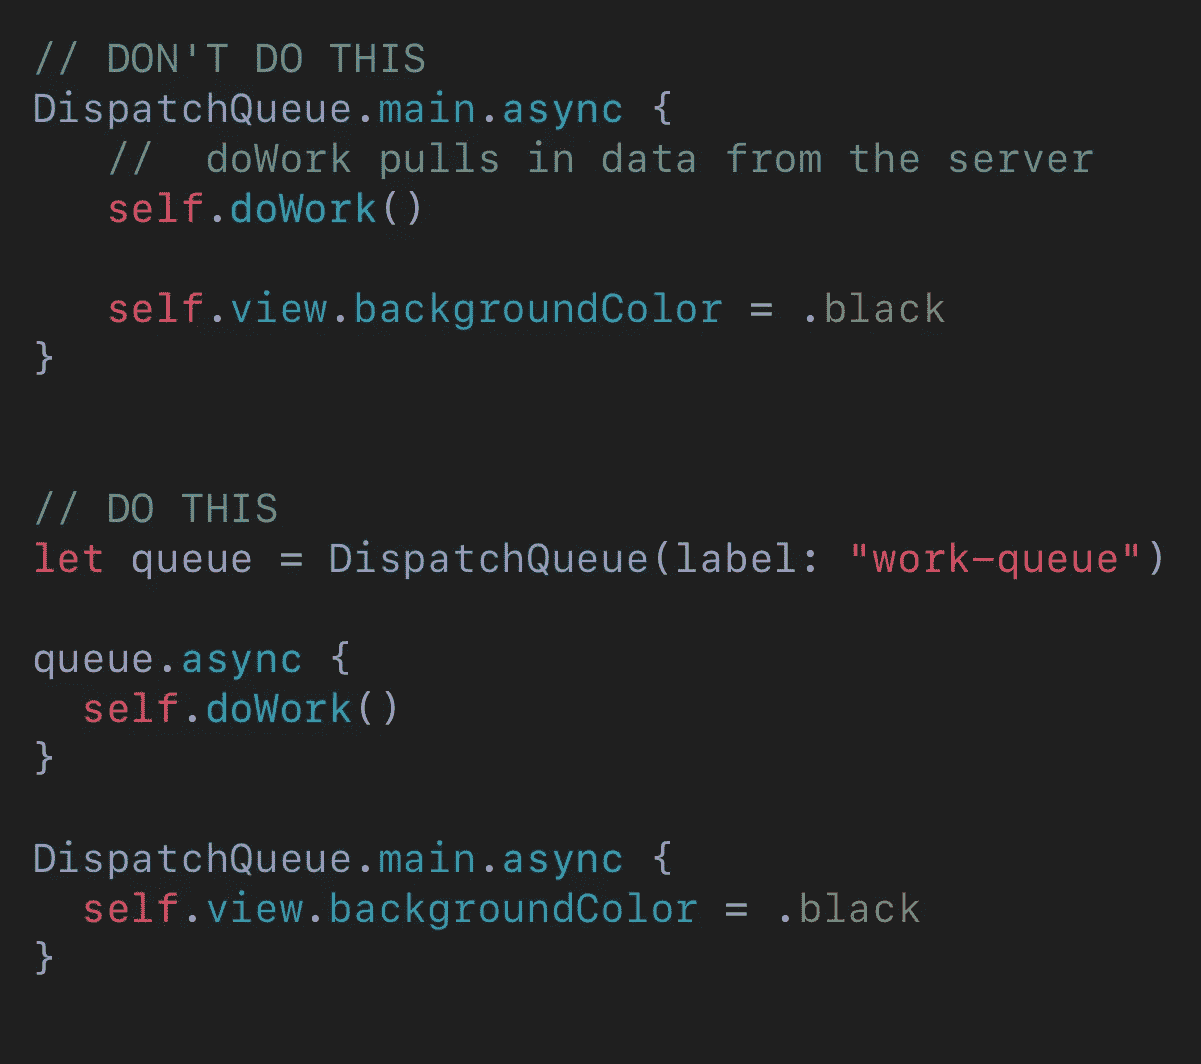 // DON'T DO THIS
DispatchQueue.main.async {
   //  doWork pulls in data from the server
   self.doWork()

   self.view.backgroundColor = .black
}

// DO THIS
let queue = DispatchQueue(label: "work-queue")

queue.async {
  self.doWork()
}

DispatchQueue.main.async {
  self.view.backgroundColor = .black
}